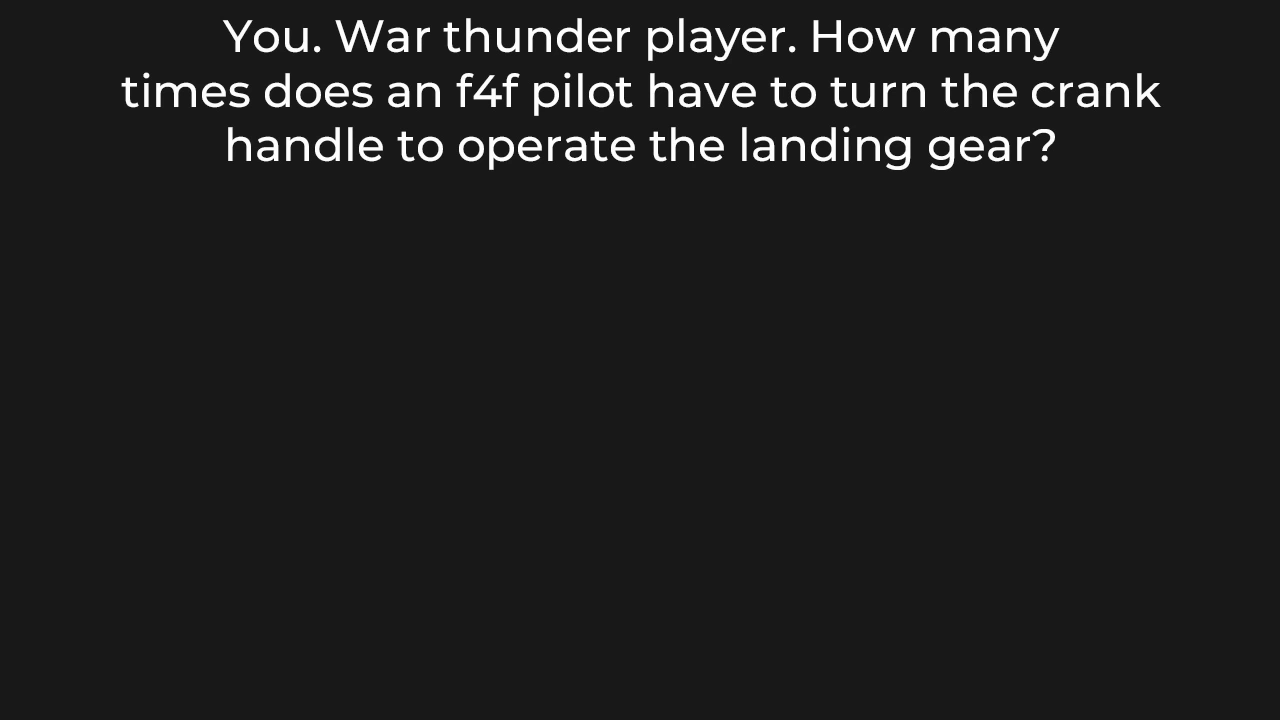 You. War thunder player. How many
times does an f4f pilot have to turn the crank
handle to operate the landing gear?